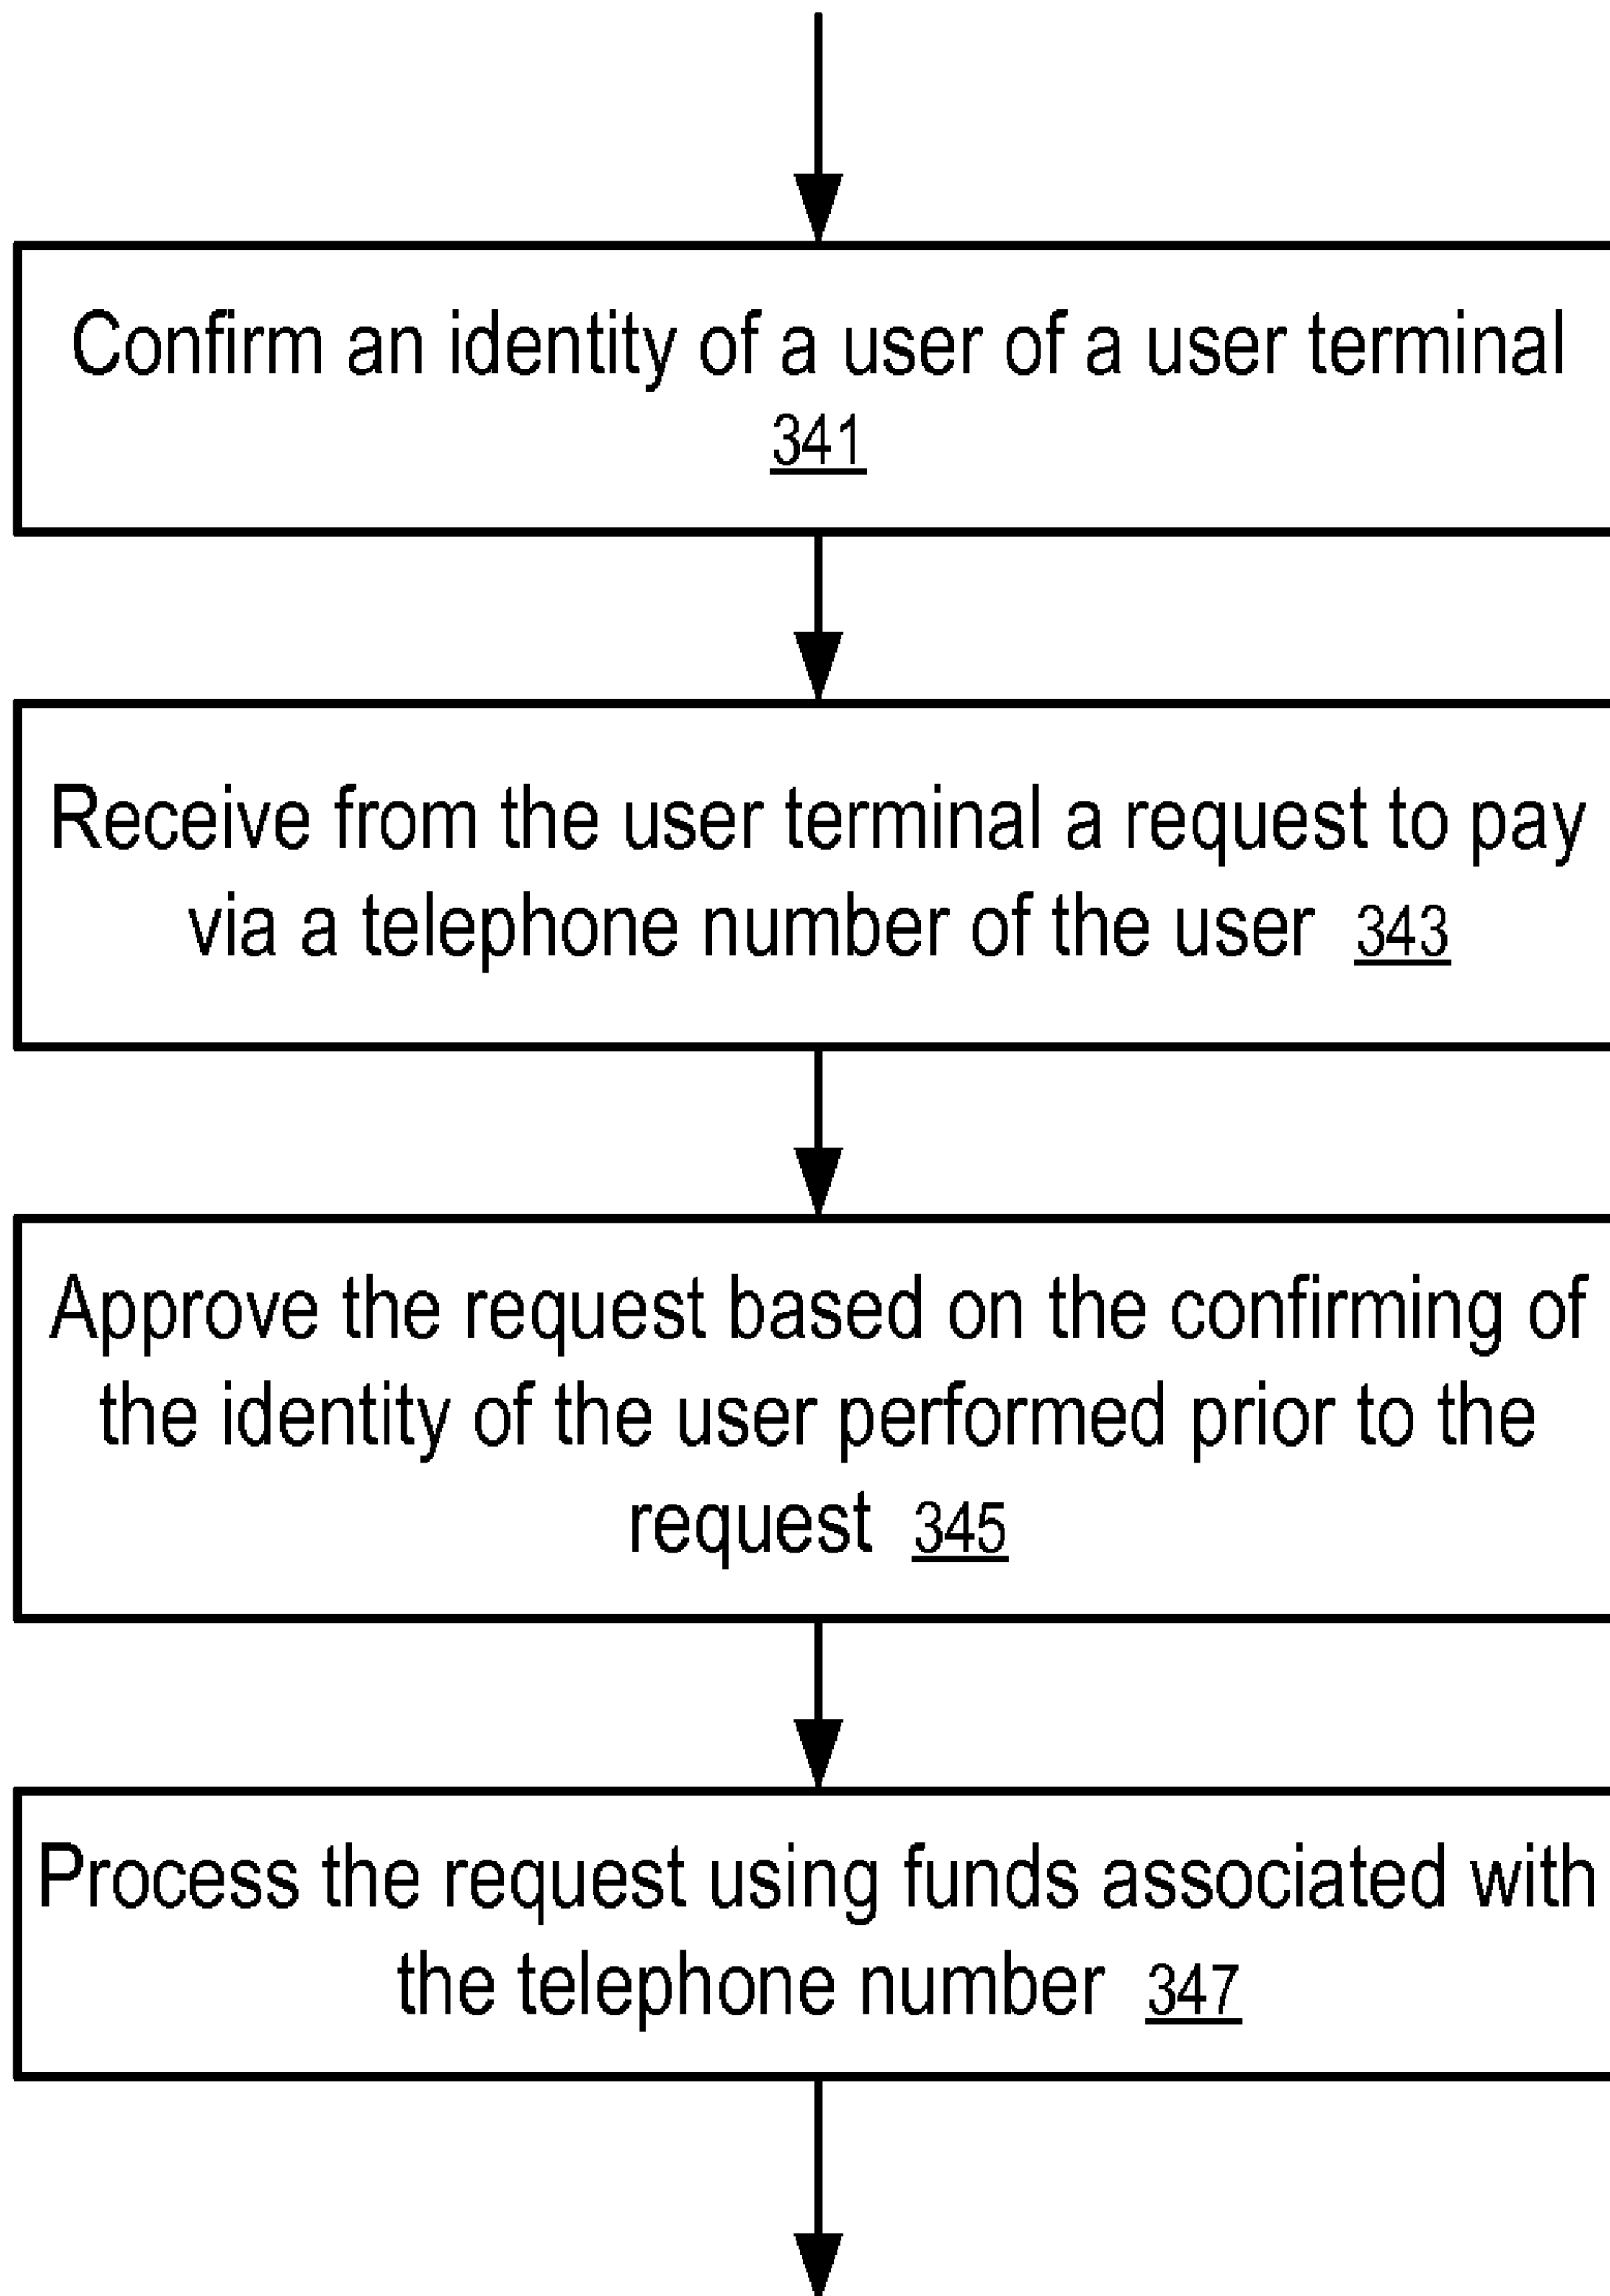 Confirm an identity of a user of a user terminal
341
Receive from the user terminal a request to pay
via a telephone number of the user 343
Approve the request based on the confirming of
the identity of the user performed prior to the
request 345
Process the request using funds associated with
the telephone number 347